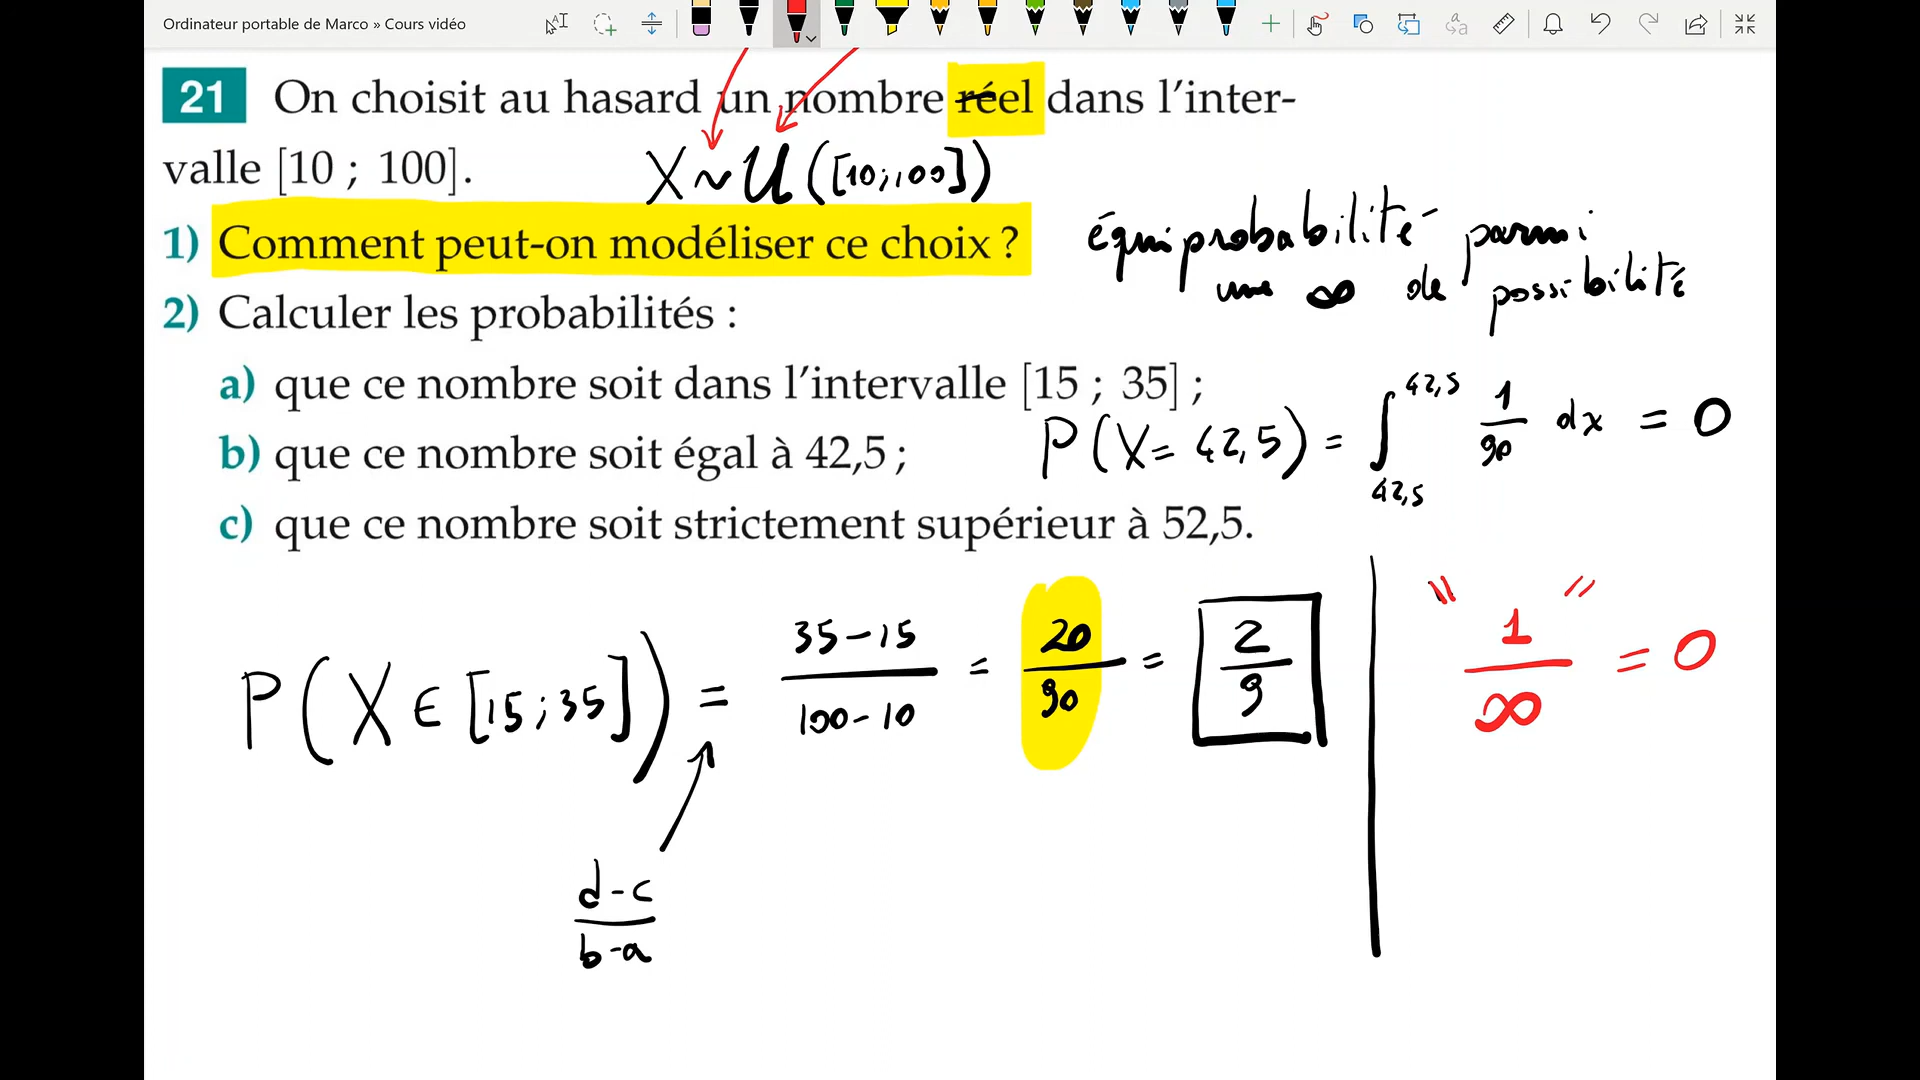 Ordinateur portable de Marco » Cours vidéo
21 On choisit au hasard un nombre réel dans l'inter-
valle [10 ; 100].
X ~ U ([10;100])
1) Comment peut-on modéliser ce choix ?
équiprobabilité parmi
une ∞ de possibilité
2) Calculer les probabilités :
a) que ce nombre soit dans l'intervalle [15 ; 35] ;
b) que ce nombre soit égal à 42,5 ;
P(X = 42,5) = ∫_{42,5}^{42,5} 1/90 dx = 0
c) que ce nombre soit strictement supérieur à 52,5.
P(X ∈ [15;35]) = (35-15)/(100-10) = 20/90 = 2/9
" 1/∞ " = 0
d-c
b-a